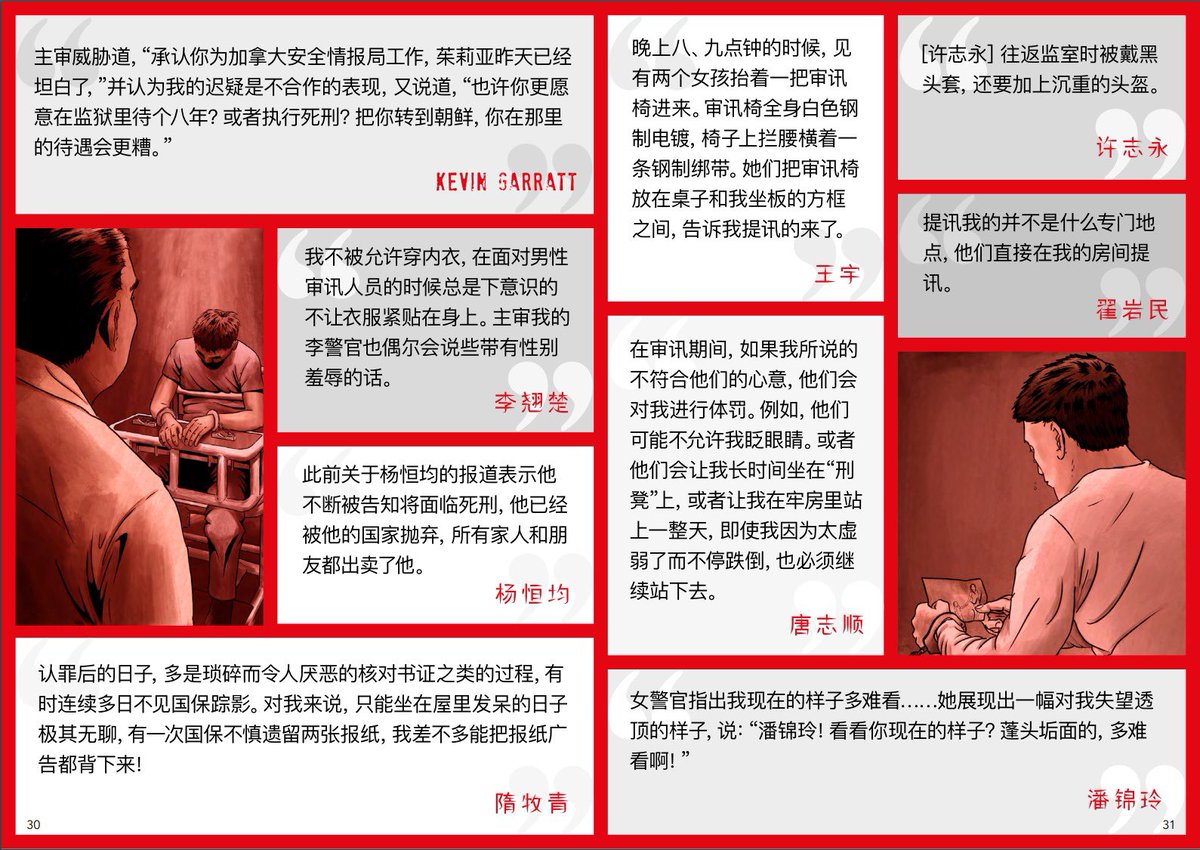 主审威胁道，“承认你为加拿大安全情报局工作，茱莉亚昨天已经
坦白了，”并认为我的迟疑是不合作的表现，又说道，“也许你更愿
意在监狱里待个八年？或者执行死刑？把你转到朝鲜，你在那里
的待遇会更糟。”
KEVIN GARRATT
我不被允许穿内衣，在面对男性
审讯人员的时候总是下意识的
不让衣服紧贴在身上。主审我的
李警官也偶尔会说些带有性别
羞辱的话。
李翘楚
此前关于杨恒均的报道表示他
不断被告知将面临死刑，他已经
被他的国家抛弃，所有家人和朋
友都出卖了他。
杨恒均
认罪后的日子，多是琐碎而令人厌恶的核对书证之类的过程，有
时连续多日不见国保踪影。对我来说，只能坐在屋里发呆的日子
极其无聊，有一次国保不慎遗留两张报纸，我差不多能把报纸广
告都背下来！
隋牧青
30
晚上八、九点钟的时候，见
有两个女孩抬着一把审讯
椅进来。审讯椅全身白色钢
制电镀，椅子上拦腰横着一
条钢制绑带。她们把审讯椅
放在桌子和我坐板的方框
之间，告诉我提讯的来了。
王宇
在审讯期间，如果我所说的
不符合他们的心意，他们会
对我进行体罚。例如，他们
可能不允许我眨眼睛。或者
他们会让我长时间坐在“刑
凳”上，或者让我在牢房里站
上一整天，即使我因为太虚
弱了而不停跌倒，也必须继
续站下去。
唐志顺
[许志永] 往返监室时被戴黑
头套，还要加上沉重的头盔。
许志永
提讯我的并不是什么专门地
点，他们直接在我的房间提
讯。
翟岩民
女警官指出我现在的样子多难看……她展现出一幅对我失望透
顶的样子，说：“潘锦玲！看看你现在的样子？蓬头垢面的，多难
看啊！”
潘锦玲
31